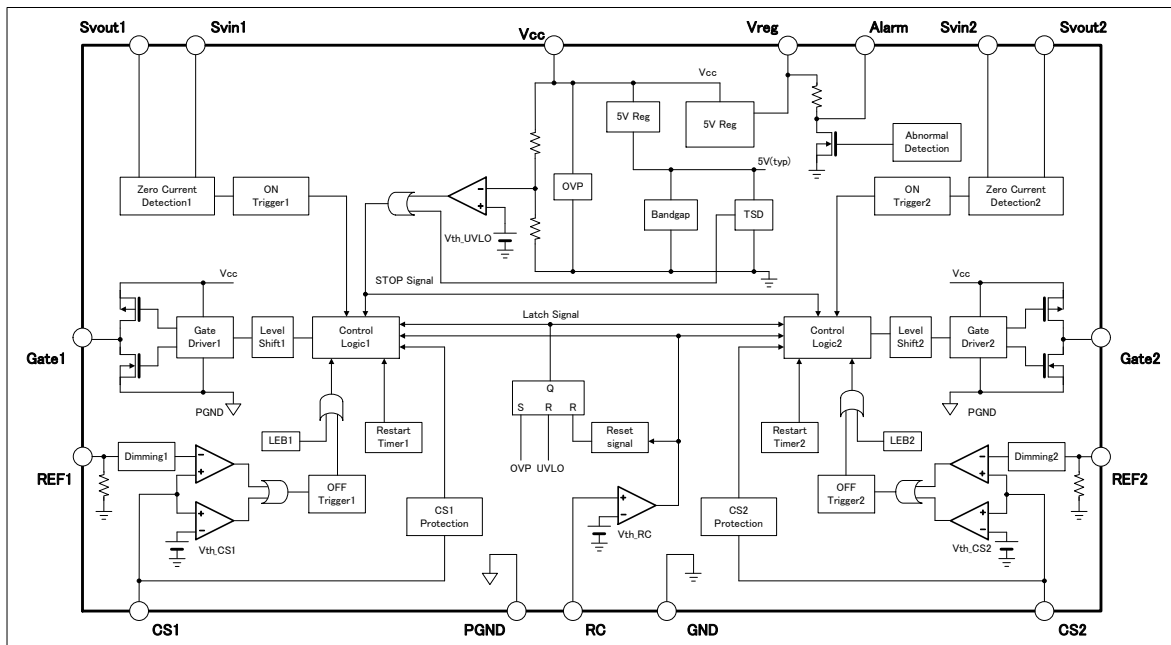 Svout1
Svin1
Vcc
Vreg
Alarm
Svin2
Svout2
Vcc
5V Reg
5V Reg
Abnormal
Detection
5V(typ)
Zero Current
Detection1
ON
Trigger1
OVP
Bandgap
TSD
ON
Trigger2
Zero Current
Detection2
Vth_UVLO
STOP Signal
Vcc
Vcc
Latch Signal
Gate1
Gate
Driver1
Level
Shift1
Control
Logic1
Control
Logic2
Level
Shift2
Gate
Driver2
Gate2
PGND
PGND
Q
S R R
LEB1
Restart
Timer1
Reset
signal
Restart
Timer2
LEB2
REF1
Dimming1
OVP UVLO
Dimming2
REF2
OFF
Trigger1
OFF
Trigger2
CS1
Protection
CS2
Protection
Vth_CS1
Vth_RC
Vth_CS2
CS1
PGND
RC
GND
CS2